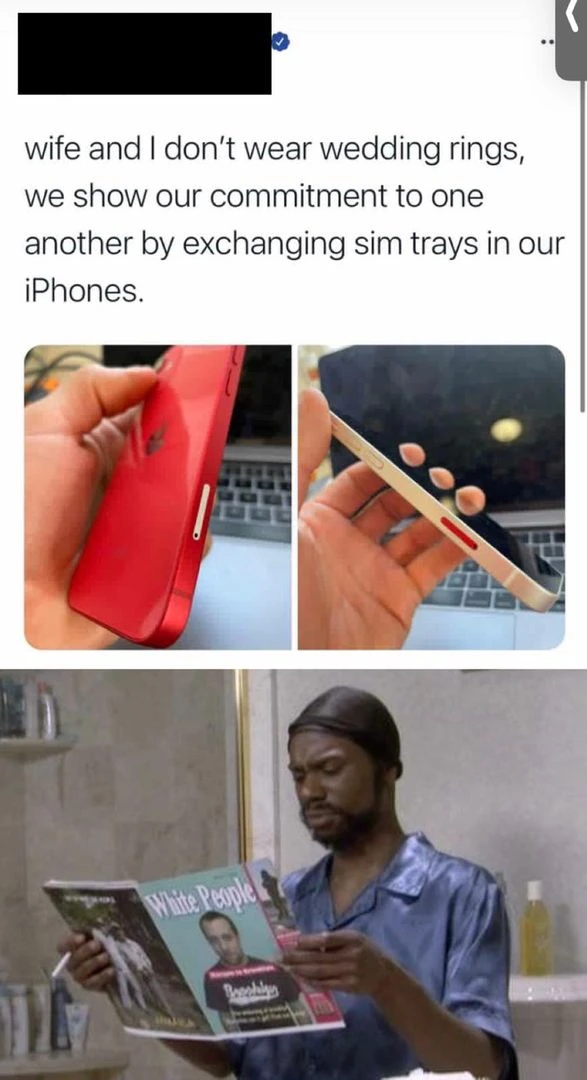 wife and I don't wear wedding rings,
we show our commitment to one
another by exchanging sim trays in our
iPhones.
White People
Brooklyn